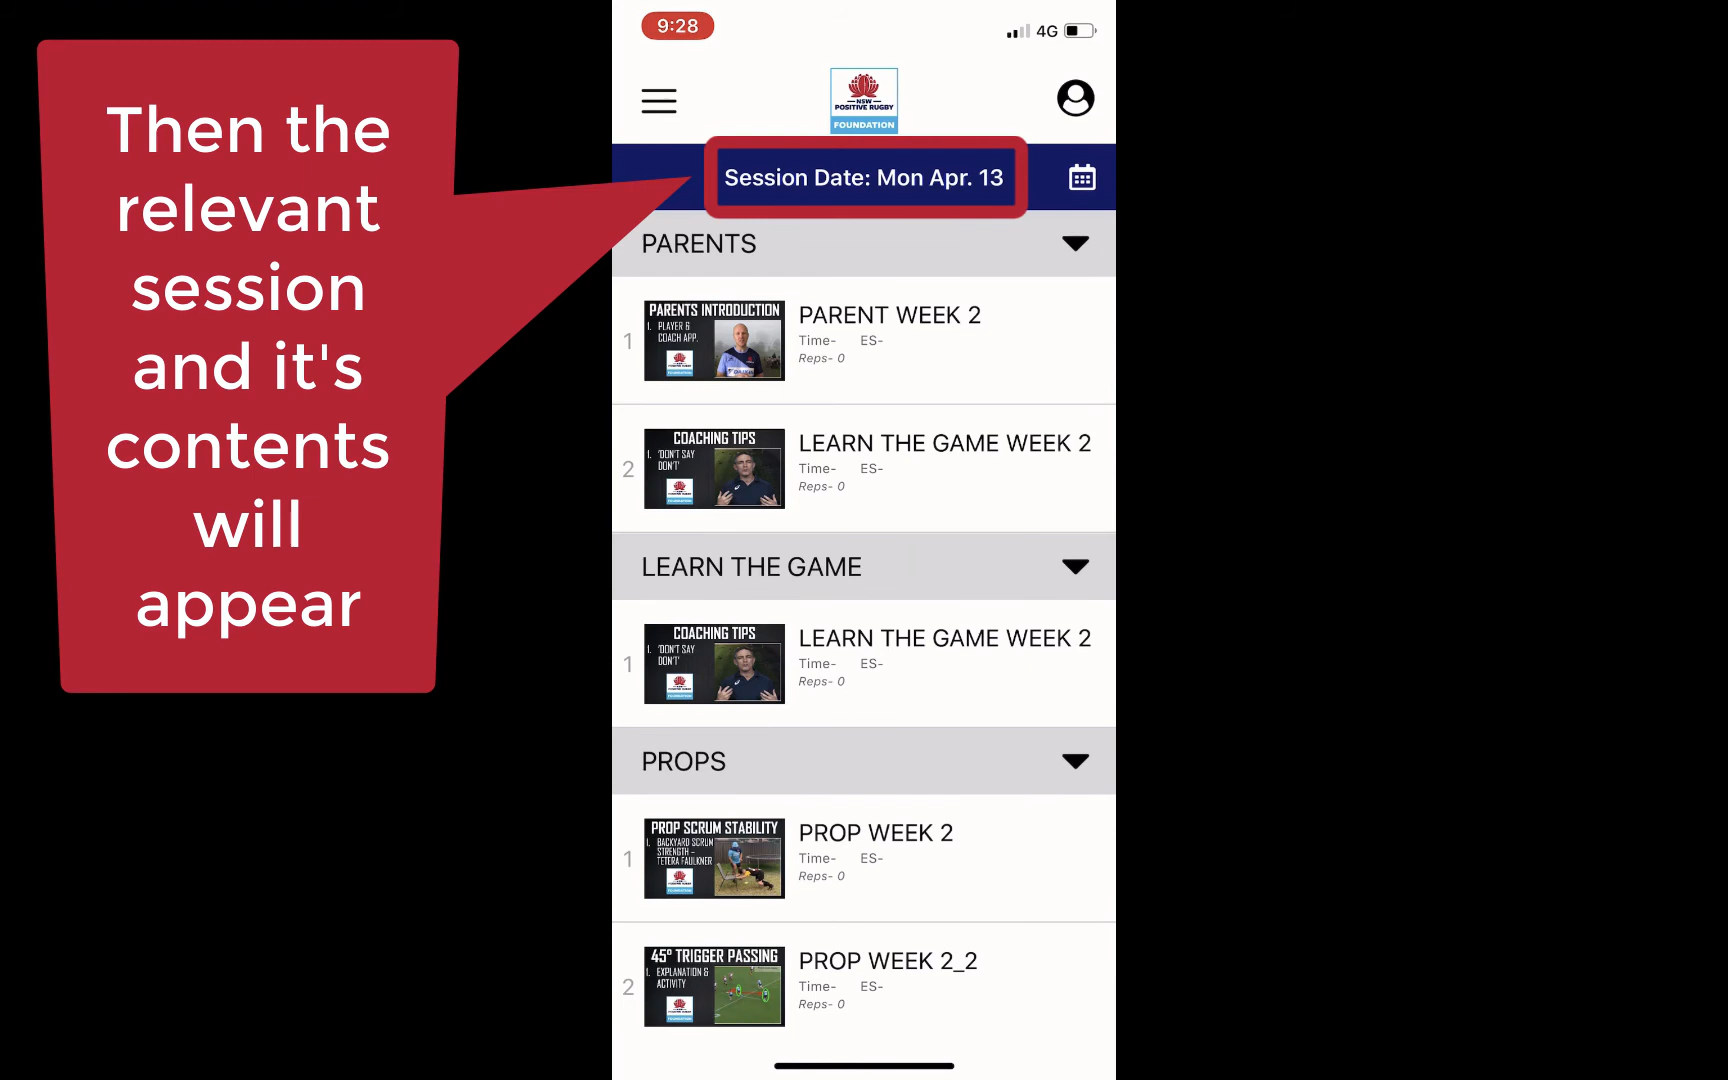 Then the
relevant
session
and it's
contents
will
appear
9:28
4G
NSW
POSITIVE RUGBY
FOUNDATION
Session Date: Mon Apr. 13
PARENTS
1
PARENTS INTRODUCTION
1. PLAYER &
COACH APP.
FOUNDATION
PARENT WEEK 2
Time- ES-
Reps- 0
2
COACHING TIPS
1. 'DON'T SAY
DON'T'
FOUNDATION
LEARN THE GAME WEEK 2
Time- ES-
Reps- 0
LEARN THE GAME
1
COACHING TIPS
1. 'DON'T SAY
DON'T'
FOUNDATION
LEARN THE GAME WEEK 2
Time- ES-
Reps- 0
PROPS
1
PROP SCRUM STABILITY
1. BACKYARD SCRUM
STRENGTH -
TETERA FAULKNER
FOUNDATION
PROP WEEK 2
Time- ES-
Reps- 0
2
45° TRIGGER PASSING
1. EXPLANATION &
ACTIVITY
FOUNDATION
PROP WEEK 2_2
Time- ES-
Reps- 0